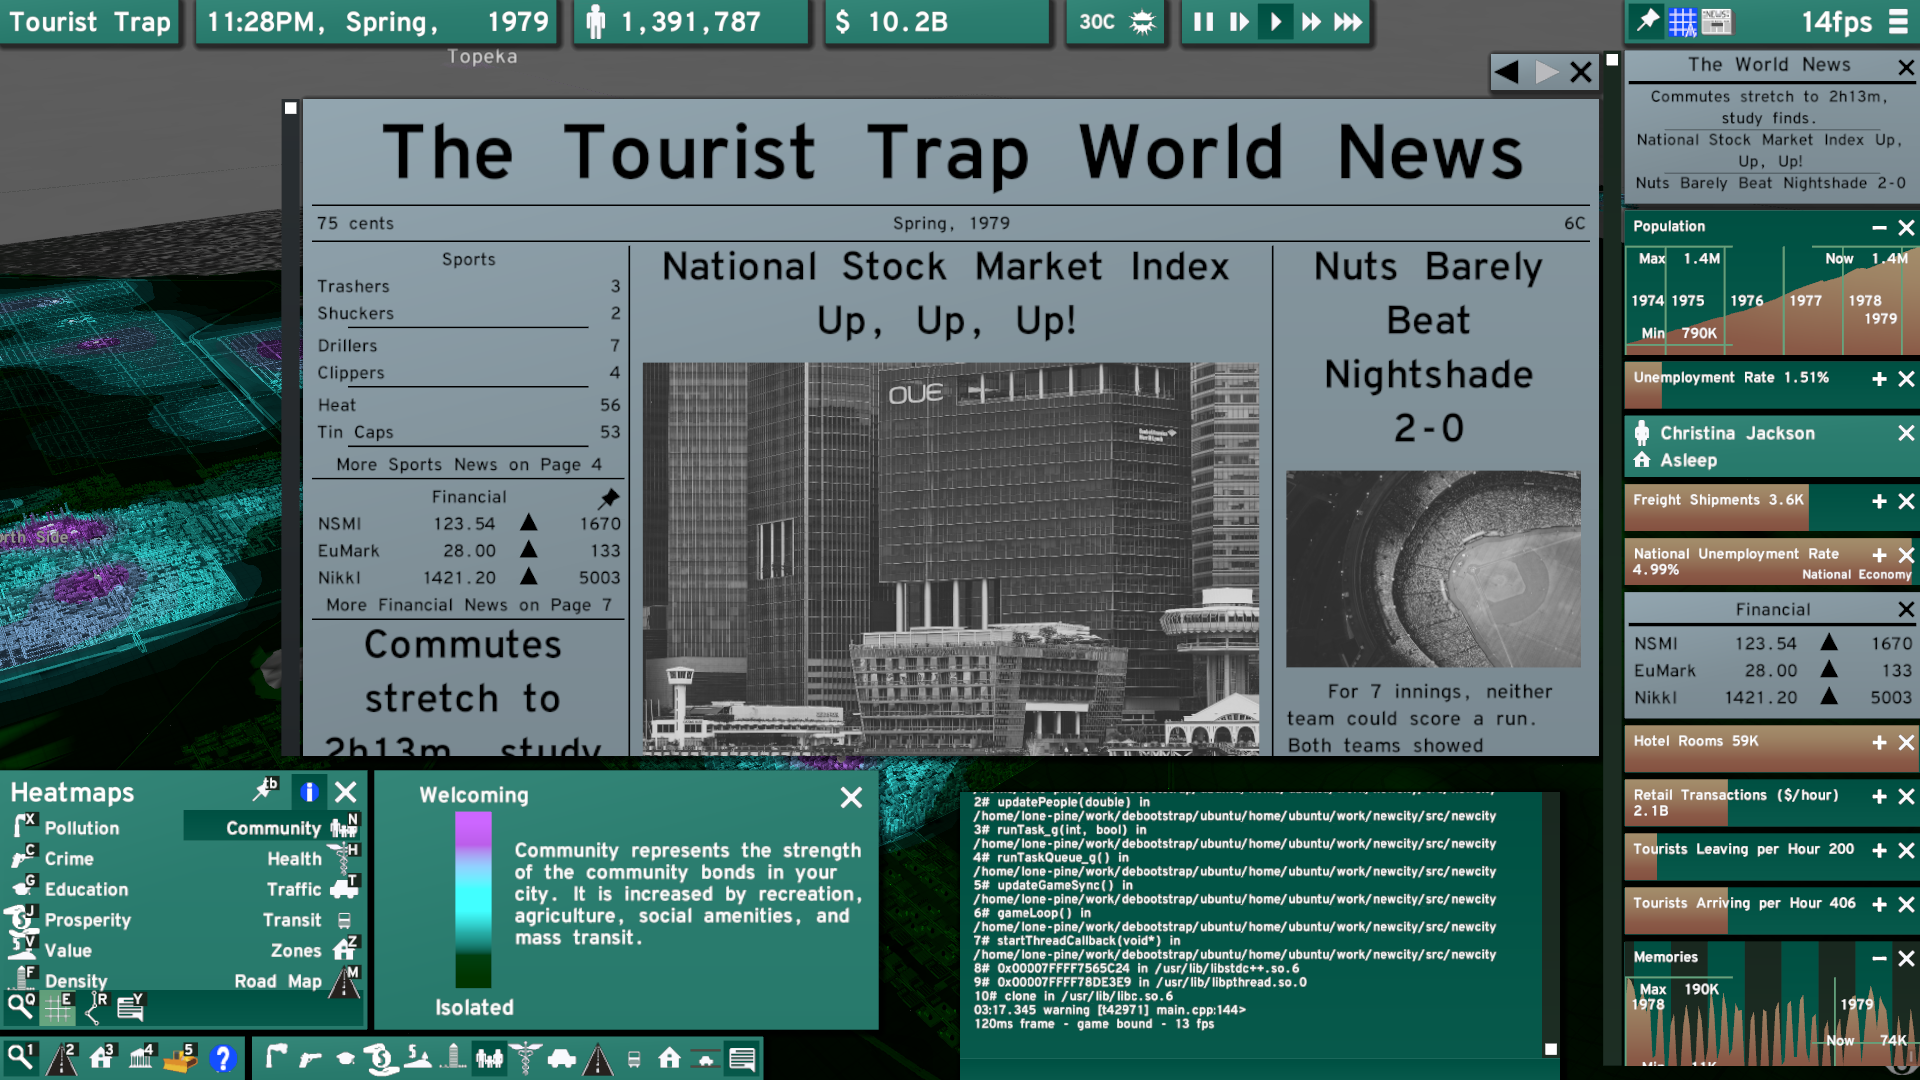 Tourist Trap
11:28PM, Spring, 1979
1,391,787
$ 10.2B
30C
14fps
Topeka
The World News
Commutes stretch to 2h13m,
study finds.
National Stock Market Index Up,
Up, Up!
Nuts Barely Beat Nightshade 2-0
The Tourist Trap World News
75 cents
Spring, 1979
6C
Sports
Trashers 3
Shuckers 2
Drillers 7
Clippers 4
Heat 56
Tin Caps 53
More Sports News on Page 4
Financial
NSMI 123.54 ▲ 1670
EuMark 28.00 ▲ 133
NikkI 1421.20 ▲ 5003
More Financial News on Page 7
Commutes
stretch to
2h13m, study
National Stock Market Index
Up, Up, Up!
OUE
Nuts Barely
Beat
Nightshade
2-0
For 7 innings, neither
team could score a run.
Both teams showed
Population
Max 1.4M
Now 1.4M
1974 1975 1976 1977 1978
1979
Min 790K
Unemployment Rate 1.51%
Christina Jackson
Asleep
Freight Shipments 3.6K
National Unemployment Rate
4.99%
National Economy
Financial
NSMI 123.54 ▲ 1670
EuMark 28.00 ▲ 133
NikkI 1421.20 ▲ 5003
Hotel Rooms 59K
Retail Transactions ($/hour)
2.1B
Tourists Leaving per Hour 200
Tourists Arriving per Hour 406
Memories
Max 190K
1978
1979
Now 74K
Min 11K
orth Side
Heatmaps
tb
i
X Pollution
Community N
C Crime
Health H
G Education
Traffic T
J Prosperity
Transit
V Value
Zones Z
F Density
Road Map M
Q E R Y
Welcoming
Community represents the strength
of the community bonds in your
city. It is increased by recreation,
agriculture, social amenities, and
mass transit.
Isolated
1 2 3 4 5 ?
2# updatePeople(double) in
/home/lone-pine/work/debootstrap/ubuntu/home/ubuntu/work/newcity/src/newcity
3# runTask_g(int, bool) in
/home/lone-pine/work/debootstrap/ubuntu/home/ubuntu/work/newcity/src/newcity
4# runTaskQueue_g() in
/home/lone-pine/work/debootstrap/ubuntu/home/ubuntu/work/newcity/src/newcity
5# updateGameSync() in
/home/lone-pine/work/debootstrap/ubuntu/home/ubuntu/work/newcity/src/newcity
6# gameLoop() in
/home/lone-pine/work/debootstrap/ubuntu/home/ubuntu/work/newcity/src/newcity
7# startThreadCallback(void*) in
/home/lone-pine/work/debootstrap/ubuntu/home/ubuntu/work/newcity/src/newcity
8# 0x00007FFFF7565C24 in /usr/lib/libstdc++.so.6
9# 0x00007FFFF78DE3E9 in /usr/lib/libpthread.so.0
10# clone in /usr/lib/libc.so.6
03:17.345 warning [t42971] main.cpp:144>
120ms frame - game bound - 13 fps